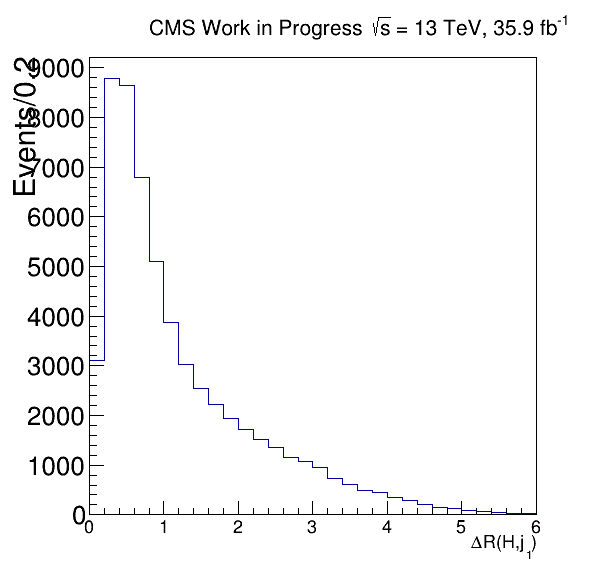 CMS Work in Progress √s = 13 TeV, 35.9 fb⁻¹
Events/0.2
9000
8000
7000
6000
5000
4000
3000
2000
1000
0
0 1 2 3 4 5 6
ΔR(H,j₁)